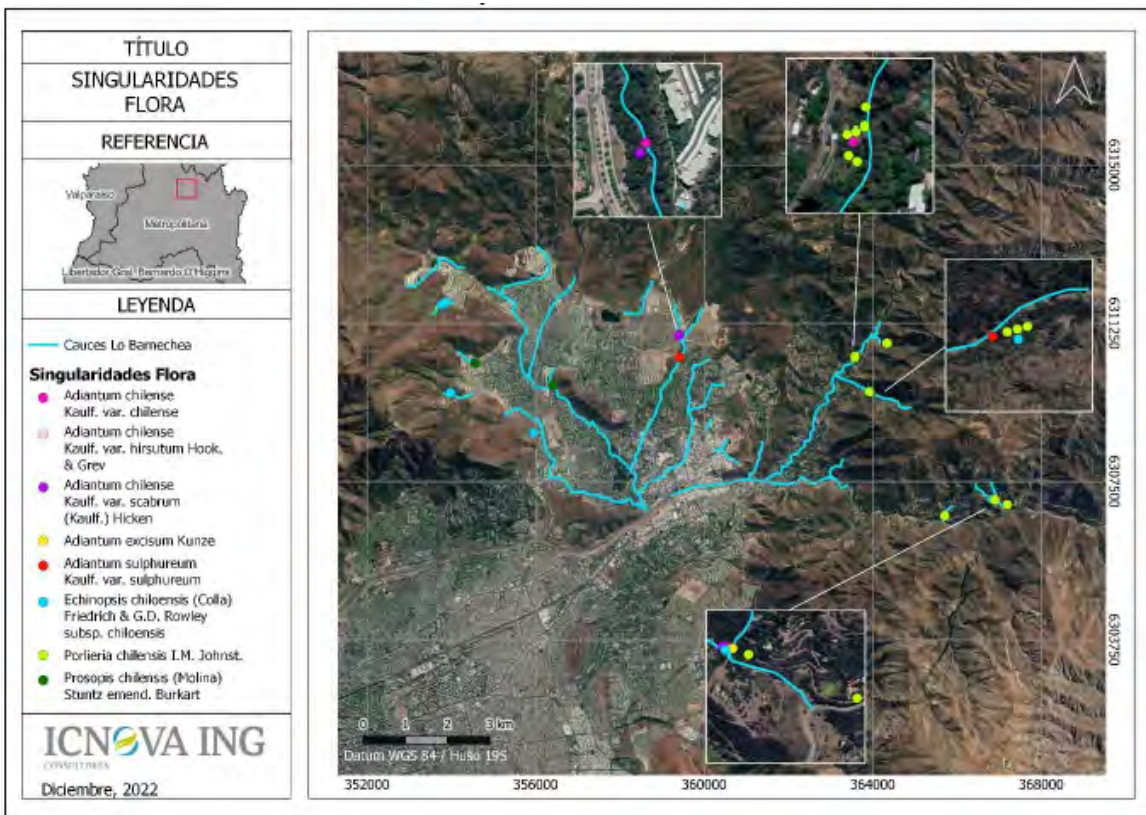 TÍTULO
SINGULARIDADES
FLORA
REFERENCIA
Valparaíso
Metropolitana
Libertador Gral. Bernardo O'Higgins
LEYENDA
Cauces Lo Barnechea
Singularidades Flora
Adiantum chilense
Kaulf. var. chilense
Adiantum chilense
Kaulf. var. hirsutum Hook.
& Grev
Adiantum chilense
Kaulf. var. scabrum
(Kaulf.) Hicken
Adiantum excisum Kunze
Adiantum sulphureum
Kaulf. var. sulphureum
Echinopsis chiloensis (Colla)
Friedrich & G.D. Rowley
subsp. chiloensis
Porlieria chilensis I.M. Johnst.
Prosopis chilensis (Molina)
Stuntz emend. Burkart
ICNOVA ING
CONSULTORES
Diciembre, 2022
6315000
6311250
6307500
6303750
0 1 2 3 km
Datum WGS 84 / Huso 19S
352000 356000 360000 364000 368000